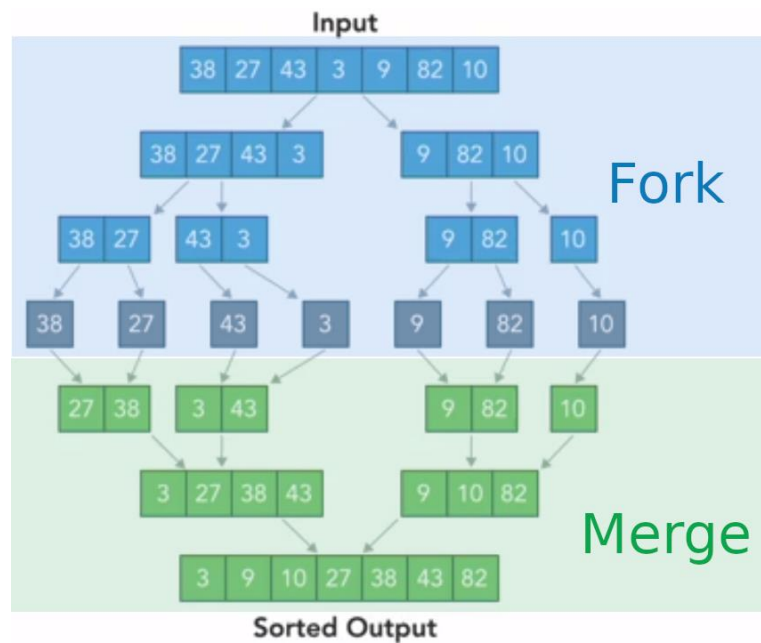 Input
38 27 43 3 9 82 10
38 27 43 3 9 82 10
Fork
38 27 43 3 9 82 10
38 27 43 3 9 82 10
27 38 3 43 9 82 10
3 27 38 43 9 10 82
Merge
3 9 10 27 38 43 82
Sorted Output